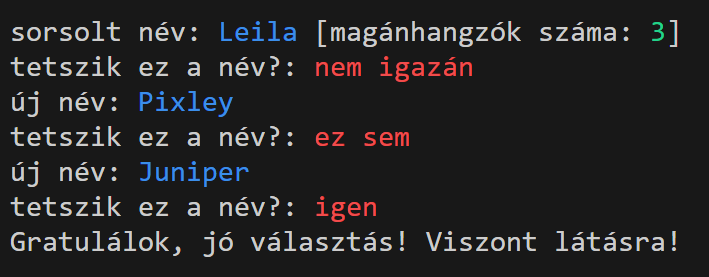 sorsolt név: Leila [magánhangzók száma: 3]
tetszik ez a név?: nem igazán
új név: Pixley
tetszik ez a név?: ez sem
új név: Juniper
tetszik ez a név?: igen
Gratulálok, jó választás! Viszont látásra!